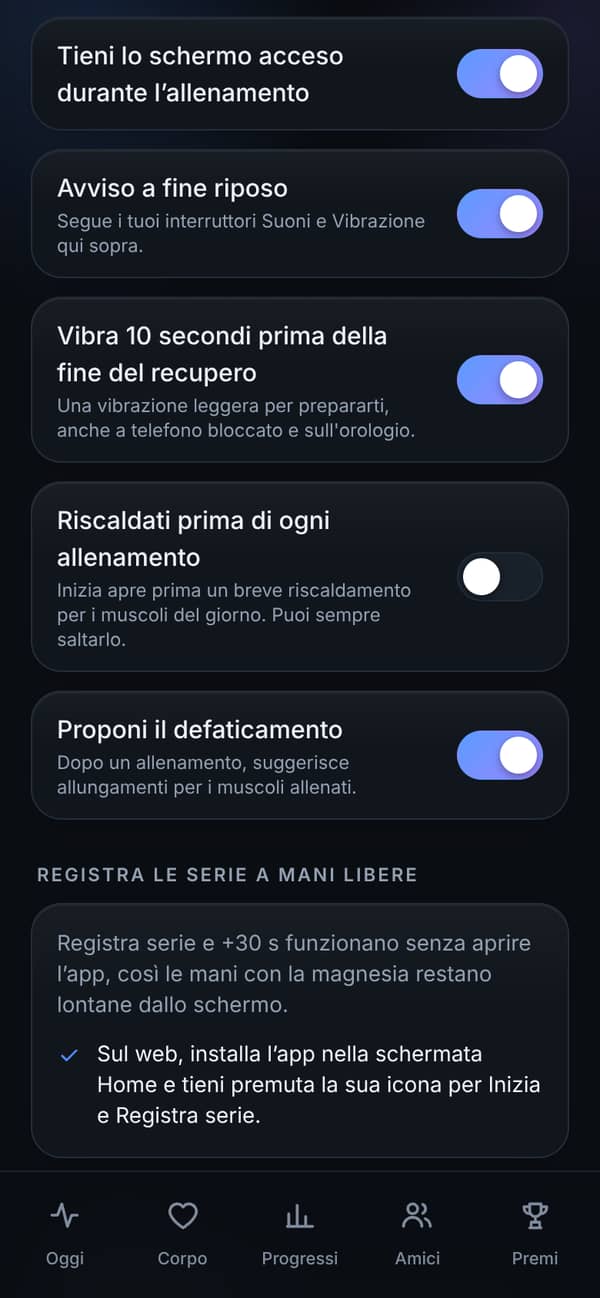 Tieni lo schermo acceso
durante l’allenamento
Avviso a fine riposo
Segue i tuoi interruttori Suoni e Vibrazione
qui sopra.
Vibra 10 secondi prima della
fine del recupero
Una vibrazione leggera per prepararti,
anche a telefono bloccato e sull'orologio.
Riscaldati prima di ogni
allenamento
Inizia apre prima un breve riscaldamento
per i muscoli del giorno. Puoi sempre
saltarlo.
Proponi il defaticamento
Dopo un allenamento, suggerisce
allungamenti per i muscoli allenati.
REGISTRA LE SERIE A MANI LIBERE
Registra serie e +30 s funzionano senza aprire
l’app, così le mani con la magnesia restano
lontane dallo schermo.
Sul web, installa l’app nella schermata
Home e tieni premuta la sua icona per Inizia
e Registra serie.
Oggi
Corpo
Progressi
Amici
Premi